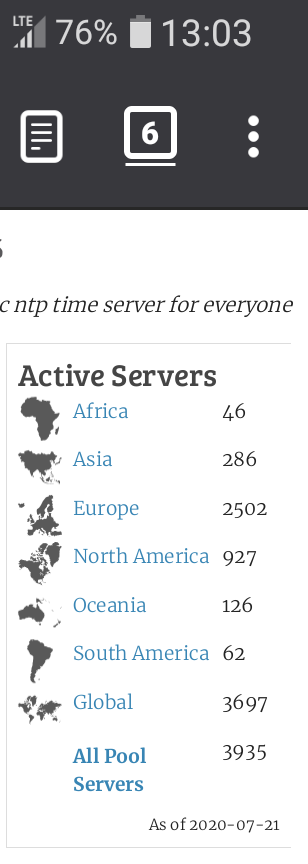 LTE 76% 13:03
6
c ntp time server for everyone
Active Servers
Africa 46
Asia 286
Europe 2502
North America 927
Oceania 126
South America 62
Global 3697
All Pool 3935
Servers
As of 2020-07-21